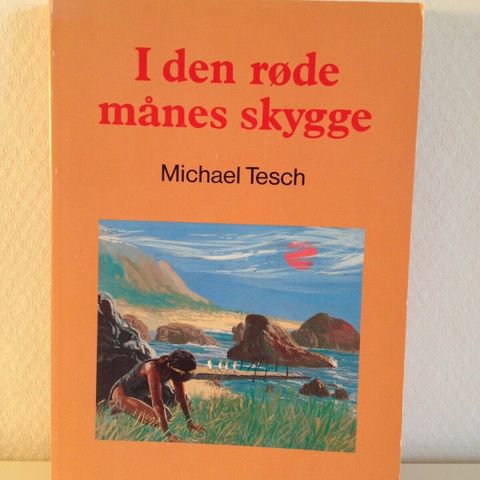 I den røde
månes skygge
Michael Tesch